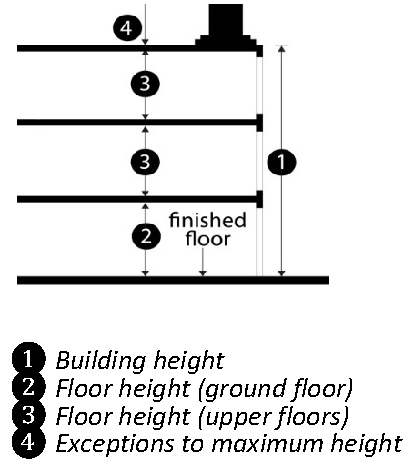 4
3
3
1
2
finished
floor
1 Building height
2 Floor height (ground floor)
3 Floor height (upper floors)
4 Exceptions to maximum height